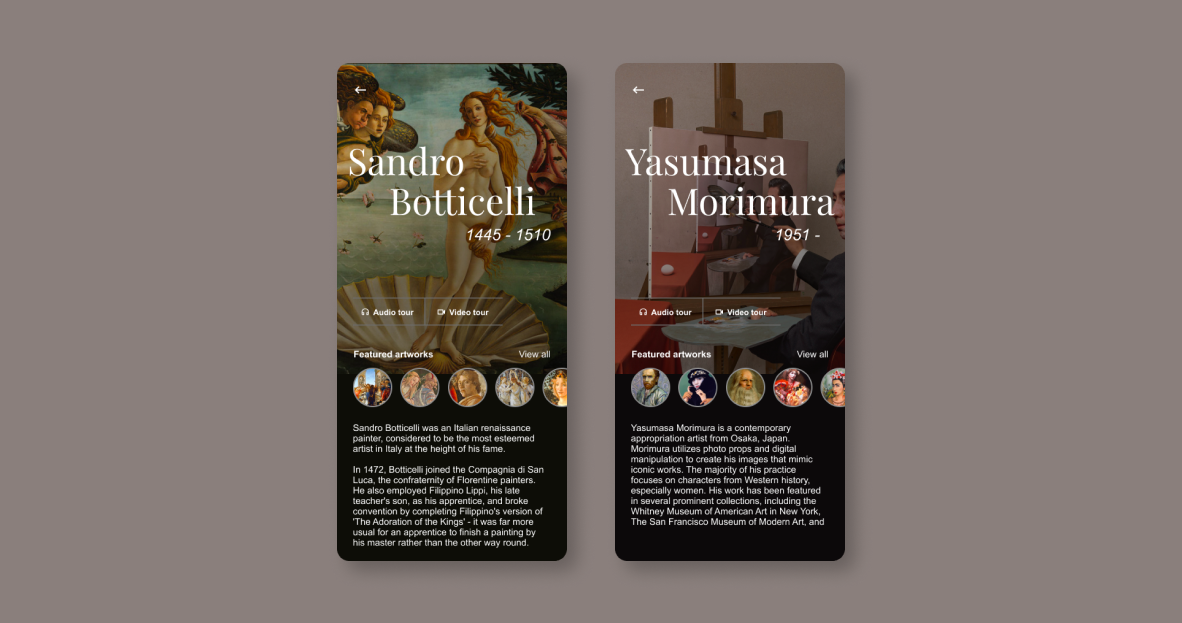 Sandro
Botticelli
1445 - 1510
Audio tour
Video tour
Featured artworks
View all
Sandro Botticelli was an Italian renaissance
painter, considered to be the most esteemed
artist in Italy at the height of his fame.
In 1472, Botticelli joined the Compagnia di San
Luca, the confraternity of Florentine painters.
He also employed Filippino Lippi, his late
teacher's son, as his apprentice, and broke
convention by completing Filippino's version of
'The Adoration of the Kings' - it was far more
usual for an apprentice to finish a painting by
his master rather than the other way round.
Yasumasa
Morimura
1951 -
Audio tour
Video tour
Featured artworks
View all
Yasumasa Morimura is a contemporary
appropriation artist from Osaka, Japan.
Morimura utilizes photo props and digital
manipulation to create his images that mimic
iconic works. The majority of his practice
focuses on characters from Western history,
especially women. His work has been featured
in several prominent collections, including the
Whitney Museum of American Art in New York,
The San Francisco Museum of Modern Art, and